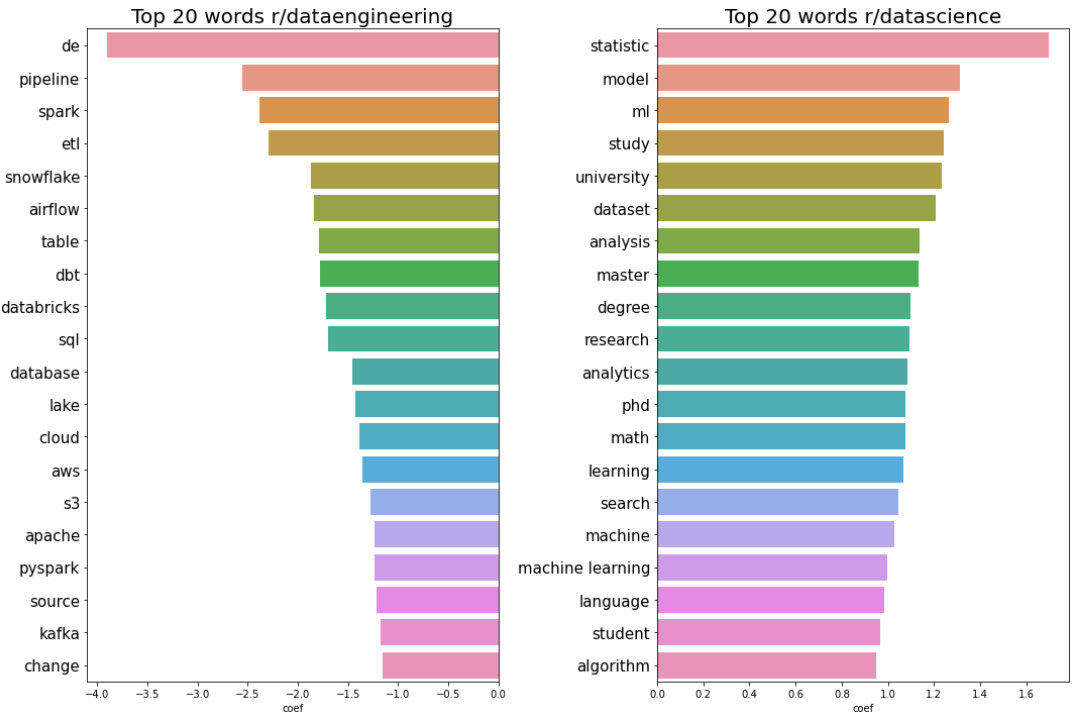 Top 20 words r/dataengineering
de
pipeline
spark
etl
snowflake
airflow
table
dbt
databricks
sql
database
lake
cloud
aws
s3
apache
pyspark
source
kafka
change
−4.0 −3.5 −3.0 −2.5 −2.0 −1.5 −1.0 −0.5 0.0
coef
Top 20 words r/datascience
statistic
model
ml
study
university
dataset
analysis
master
degree
research
analytics
phd
math
learning
search
machine
machine learning
language
student
algorithm
0.0 0.2 0.4 0.6 0.8 1.0 1.2 1.4 1.6
coef